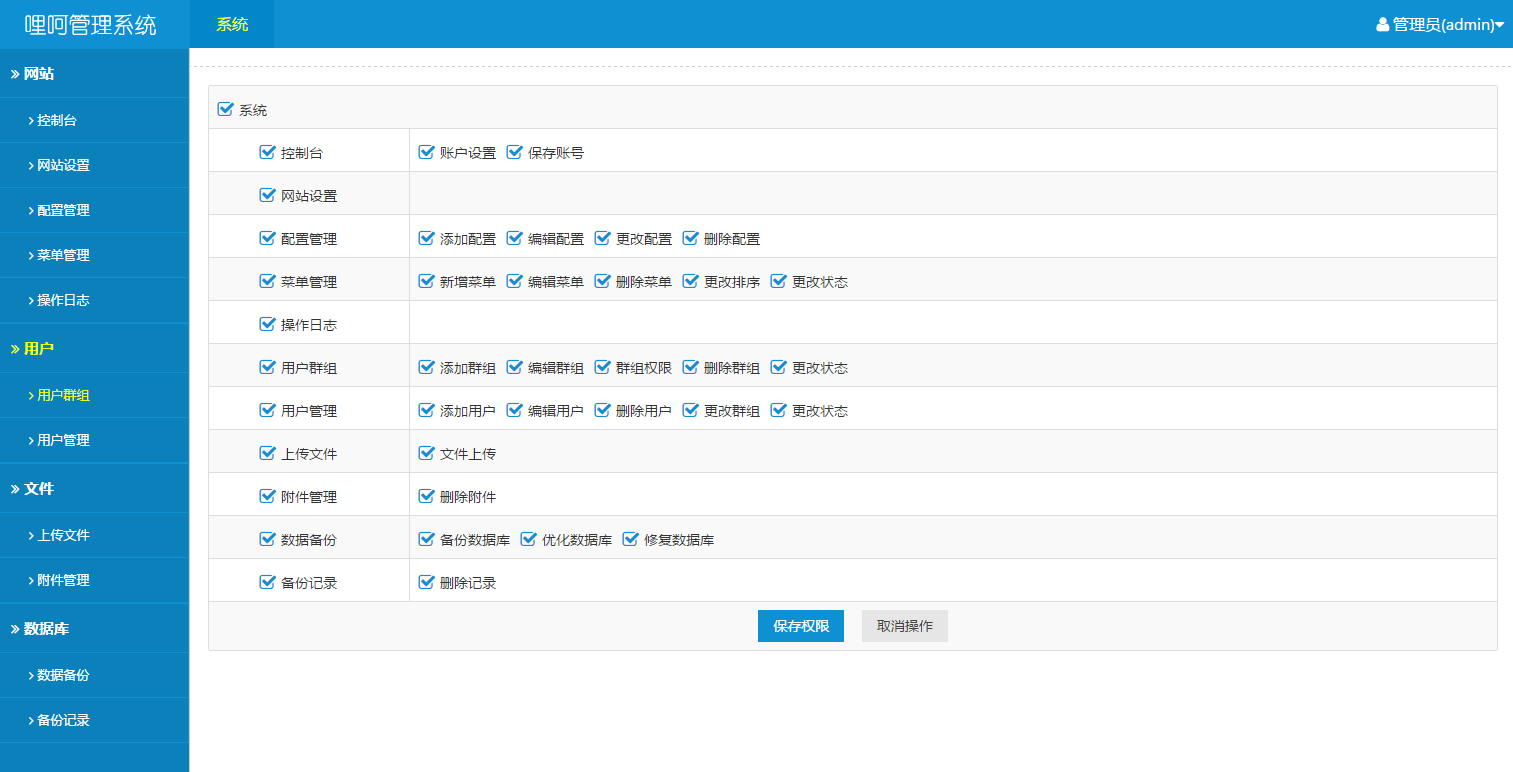 哩呵管理系统
系统
管理员(admin)
网站
控制台
网站设置
配置管理
菜单管理
操作日志
用户
用户群组
用户管理
文件
上传文件
附件管理
数据库
数据备份
备份记录
系统
控制台 账户设置 保存账号
网站设置
配置管理 添加配置 编辑配置 更改配置 删除配置
菜单管理 新增菜单 编辑菜单 删除菜单 更改排序 更改状态
操作日志
用户群组 添加群组 编辑群组 群组权限 删除群组 更改状态
用户管理 添加用户 编辑用户 删除用户 更改群组 更改状态
上传文件 文件上传
附件管理 删除附件
数据备份 备份数据库 优化数据库 修复数据库
备份记录 删除记录
保存权限 取消操作